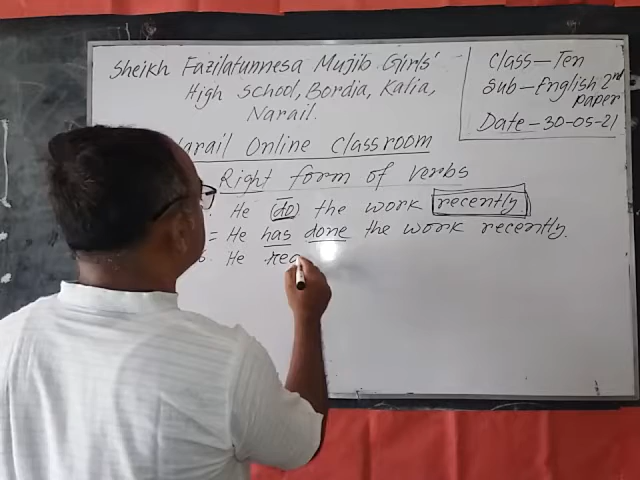 Sheikh Fazilatunnesa Mujib Girls'
High School, Bordia, Kalia,
Narail.
Class-Ten
Sub-English 2nd
paper
Date-30-05-21
Narail Online Classroom
Right form of verbs
He (do) the work recently
= He has done the work recently.
He rea